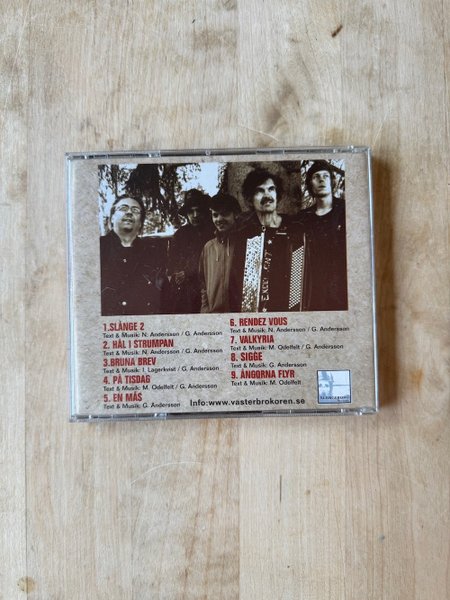 1.SLÄNGE 2
Text & Musik: N. Andersson / G. Andersson
2. HÅL I STRUMPAN
Text & Musik: N. Andersson / G. Andersson
3.BRUNA BREV
Text & Musik: I. Lagerkvist / G. Andersson
4. PÅ TISDAG
Text & Musik: M. Odelfelt / G. Andersson
5. EN MÅS
Text & Musik: G. Andersson
6. RENDEZ VOUS
Text & Musik: N. Andersson / G. Andersson
7. VALKYRIA
Text & Musik: M. Odelfelt / G. Andersson
8. SIGGE
Text & Musik: G. Andersson
9. ÄNGORNA FLYR
Text & Musik: M. Odelfelt
Info:www.vasterbrokoren.se